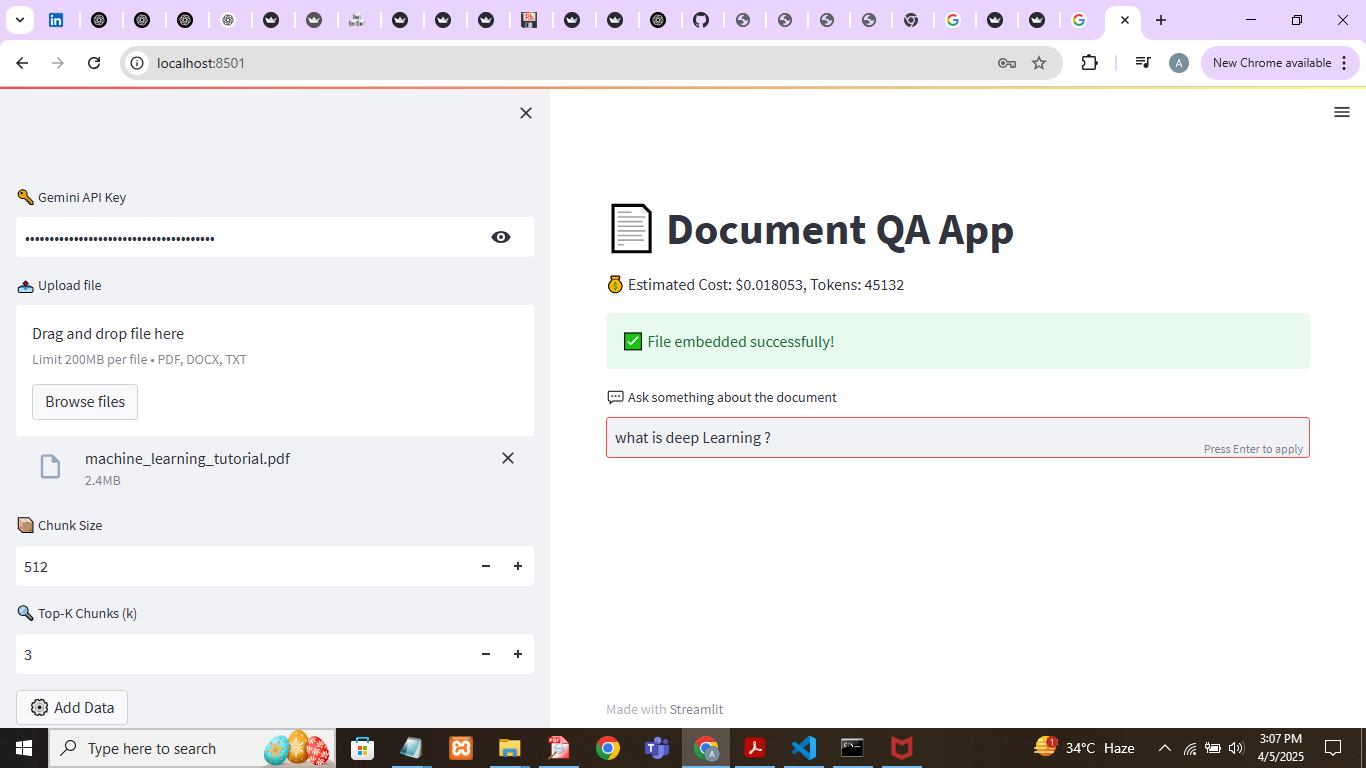 localhost:8501
A
New Chrome available
🔑 Gemini API Key
••••••••••••••••••••••••••••••••••••••
📤 Upload file
Drag and drop file here
Limit 200MB per file • PDF, DOCX, TXT
Browse files
machine_learning_tutorial.pdf
2.4MB
📦 Chunk Size
512
🔍 Top-K Chunks (k)
3
Add Data
📄 Document QA App
💰 Estimated Cost: $0.018053, Tokens: 45132
✅ File embedded successfully!
💬 Ask something about the document
what is deep Learning ?
Press Enter to apply
Made with Streamlit
Type here to search
34°C Haze
3:07 PM
4/5/2025